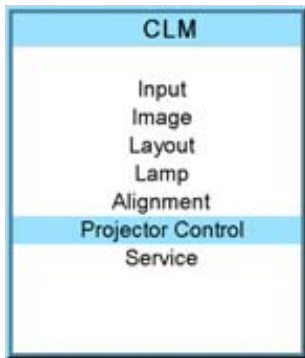 CLM
Input
Image
Layout
Lamp
Alignment
Projector Control
Service